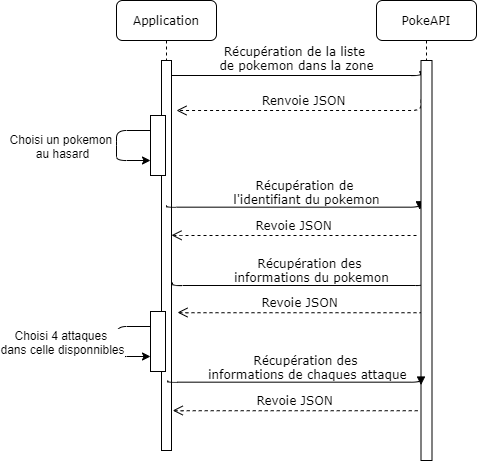 Application
PokeAPI
Récupération de la liste
de pokemon dans la zone
Renvoie JSON
Choisi un pokemon
au hasard
Récupération de
l'identifiant du pokemon
Revoie JSON
Récupération des
informations du pokemon
Revoie JSON
Choisi 4 attaques
dans celle disponnibles
Récupération des
informations de chaques attaque
Revoie JSON